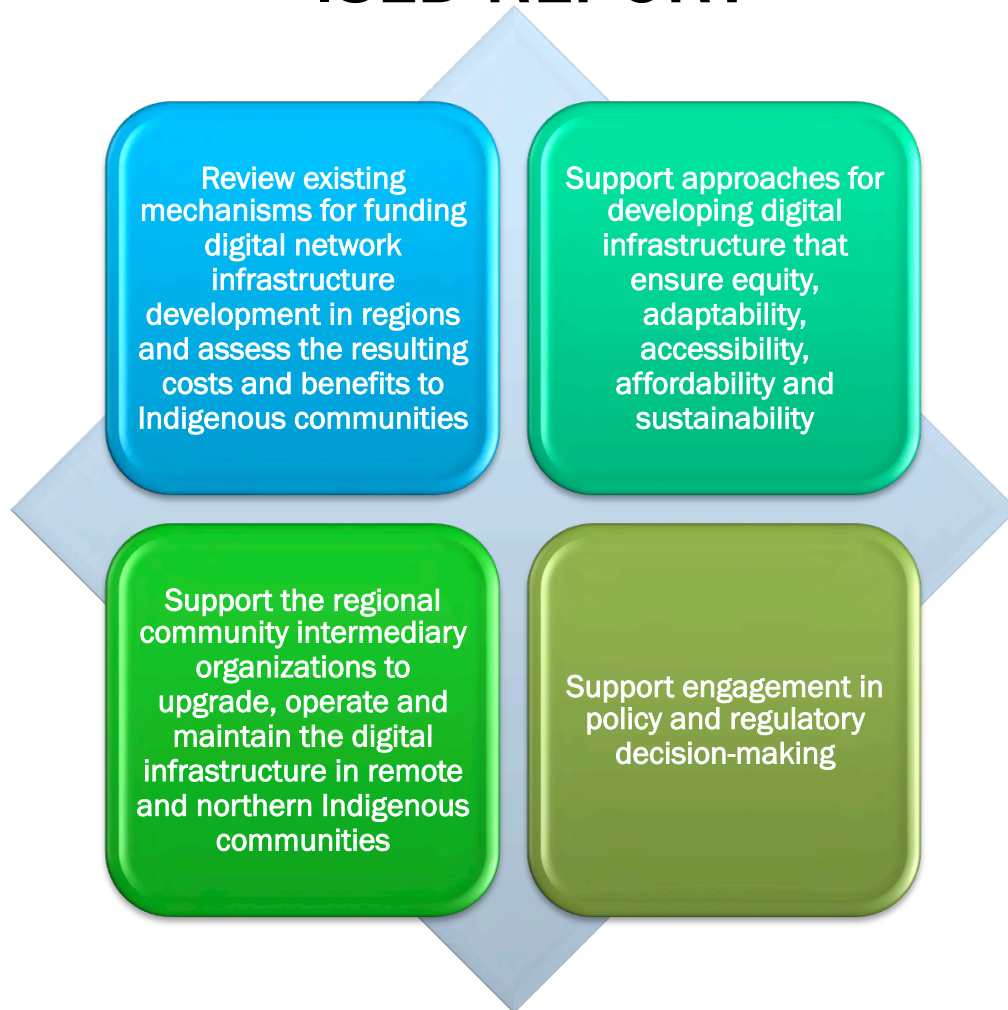 ISED REPORT
Review existing
mechanisms for funding
digital network
infrastructure
development in regions
and assess the resulting
costs and benefits to
Indigenous communities
Support approaches for
developing digital
infrastructure that
ensure equity,
adaptability,
accessibility,
affordability and
sustainability
Support the regional
community intermediary
organizations to
upgrade, operate and
maintain the digital
infrastructure in remote
and northern Indigenous
communities
Support engagement in
policy and regulatory
decision-making